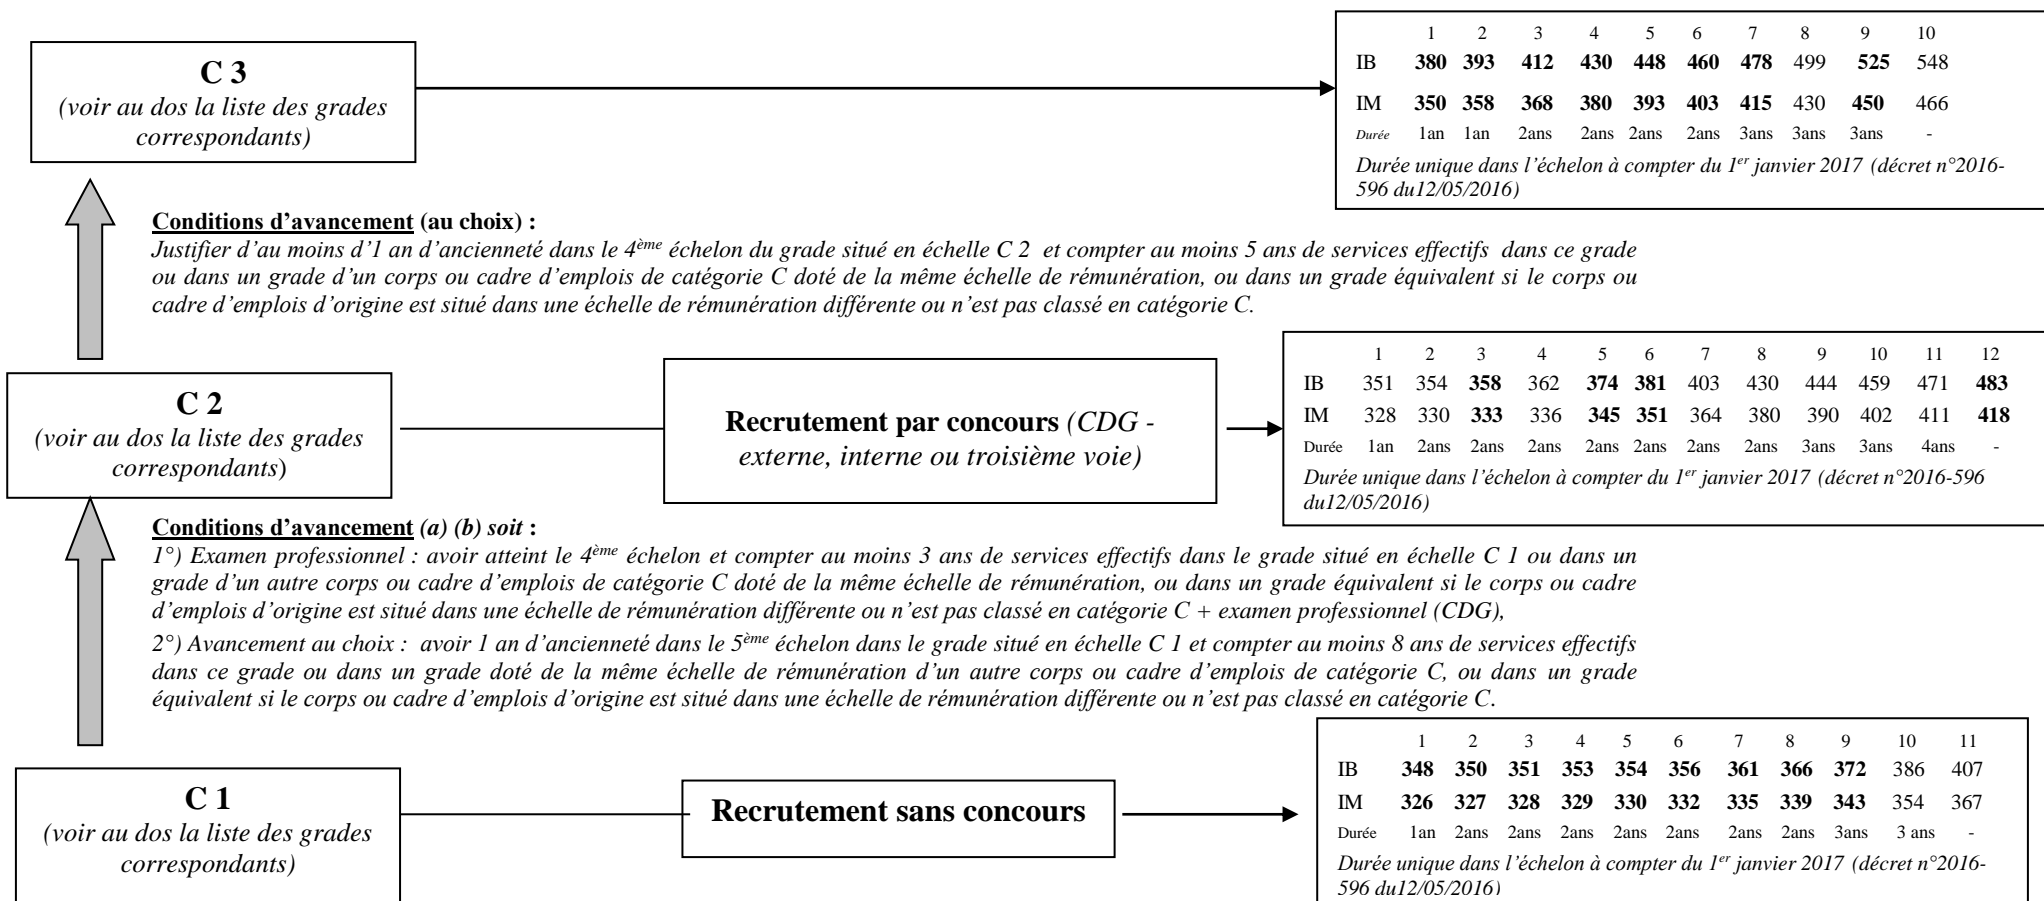 C 3
(voir au dos la liste des grades
correspondants)
1 2 3 4 5 6 7 8 9 10
IB 380 393 412 430 448 460 478 499 525 548
IM 350 358 368 380 393 403 415 430 450 466
Durée 1an 1an 2ans 2ans 2ans 2ans 3ans 3ans 3ans -
Durée unique dans l’échelon à compter du 1er janvier 2017 (décret n°2016-
596 du12/05/2016)
Conditions d’avancement (au choix) :
Justifier d’au moins d’1 an d’ancienneté dans le 4ème échelon du grade situé en échelle C 2 et compter au moins 5 ans de services effectifs dans ce grade
ou dans un grade d’un corps ou cadre d’emplois de catégorie C doté de la même échelle de rémunération, ou dans un grade équivalent si le corps ou
cadre d’emplois d’origine est situé dans une échelle de rémunération différente ou n’est pas classé en catégorie C.
C 2
(voir au dos la liste des grades
correspondants)
Recrutement par concours (CDG -
externe, interne ou troisième voie)
1 2 3 4 5 6 7 8 9 10 11 12
IB 351 354 358 362 374 381 403 430 444 459 471 483
IM 328 330 333 336 345 351 364 380 390 402 411 418
Durée 1an 2ans 2ans 2ans 2ans 2ans 2ans 2ans 3ans 3ans 4ans -
Durée unique dans l’échelon à compter du 1er janvier 2017 (décret n°2016-596
du12/05/2016)
Conditions d’avancement (a) (b) soit :
1°) Examen professionnel : avoir atteint le 4ème échelon et compter au moins 3 ans de services effectifs dans le grade situé en échelle C 1 ou dans un
grade d’un autre corps ou cadre d’emplois de catégorie C doté de la même échelle de rémunération, ou dans un grade équivalent si le corps ou cadre
d’emplois d’origine est situé dans une échelle de rémunération différente ou n’est pas classé en catégorie C + examen professionnel (CDG),
2°) Avancement au choix : avoir 1 an d’ancienneté dans le 5ème échelon dans le grade situé en échelle C 1 et compter au moins 8 ans de services effectifs
dans ce grade ou dans un grade doté de la même échelle de rémunération d’un autre corps ou cadre d’emplois de catégorie C, ou dans un grade
équivalent si le corps ou cadre d’emplois d’origine est situé dans une échelle de rémunération différente ou n’est pas classé en catégorie C.
C 1
(voir au dos la liste des grades
correspondants)
Recrutement sans concours
1 2 3 4 5 6 7 8 9 10 11
IB 348 350 351 353 354 356 361 366 372 386 407
IM 326 327 328 329 330 332 335 339 343 354 367
Durée 1an 2ans 2ans 2ans 2ans 2ans 2ans 2ans 3ans 3 ans -
Durée unique dans l’échelon à compter du 1er janvier 2017 (décret n°2016-
596 du12/05/2016)